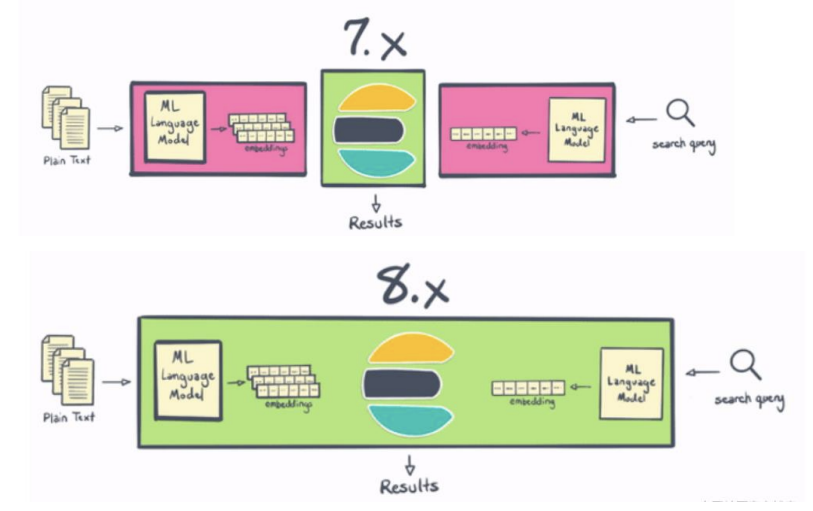 7.x
ML
Language
Model
embeddings
Plain Text
ML
Language
Model
embedding
search query
Results
8.x
ML
Language
Model
embeddings
Plain Text
ML
Language
Model
embedding
search query
Results